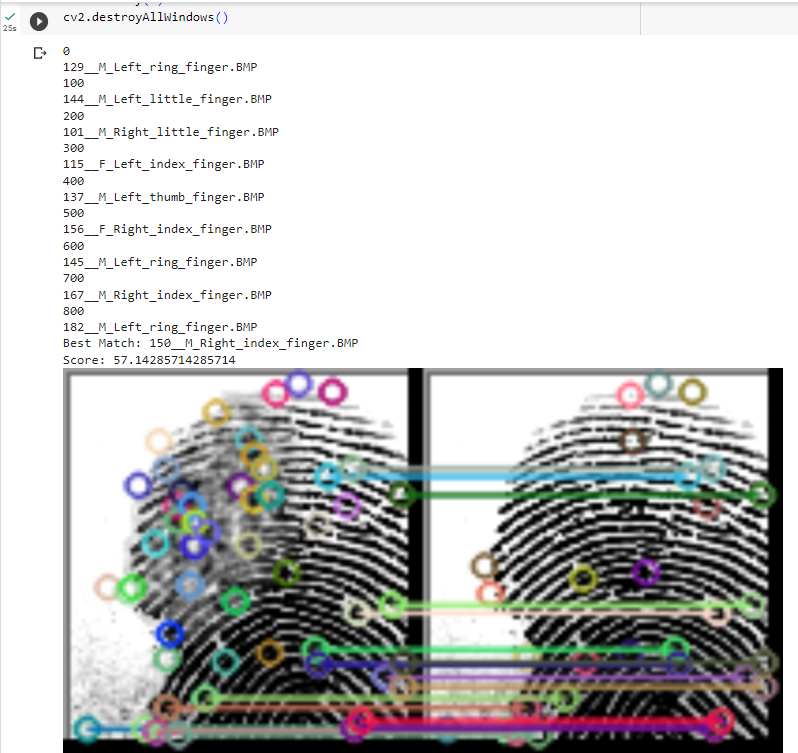 cv2.destroyAllWindows()
25s
0
129__M_Left_ring_finger.BMP
100
144__M_Left_little_finger.BMP
200
101__M_Right_little_finger.BMP
300
115__F_Left_index_finger.BMP
400
137__M_Left_thumb_finger.BMP
500
156__F_Right_index_finger.BMP
600
145__M_Left_ring_finger.BMP
700
167__M_Right_index_finger.BMP
800
182__M_Left_ring_finger.BMP
Best Match: 150__M_Right_index_finger.BMP
Score: 57.14285714285714